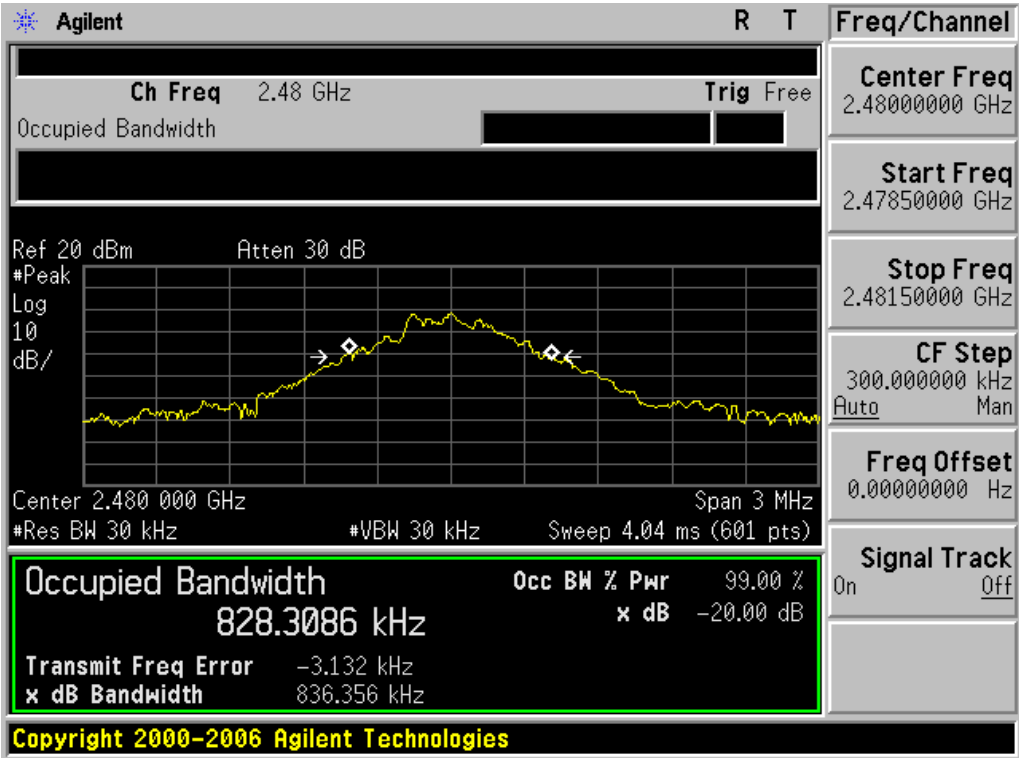 Agilent R T Freq/Channel
Ch Freq 2.48 GHz Trig Free
Occupied Bandwidth
Center Freq
2.48000000 GHz
Start Freq
2.47850000 GHz
Stop Freq
2.48150000 GHz
CF Step
300.000000 kHz
Auto Man
Freq Offset
0.00000000 Hz
Signal Track
On Off
Ref 20 dBm Atten 30 dB
#Peak
Log
10
dB/
Center 2.480 000 GHz Span 3 MHz
#Res BW 30 kHz #VBW 30 kHz Sweep 4.04 ms (601 pts)
Occupied Bandwidth Occ BW % Pwr 99.00 %
828.3086 kHz x dB -20.00 dB
Transmit Freq Error -3.132 kHz
x dB Bandwidth 836.356 kHz
Copyright 2000-2006 Agilent Technologies